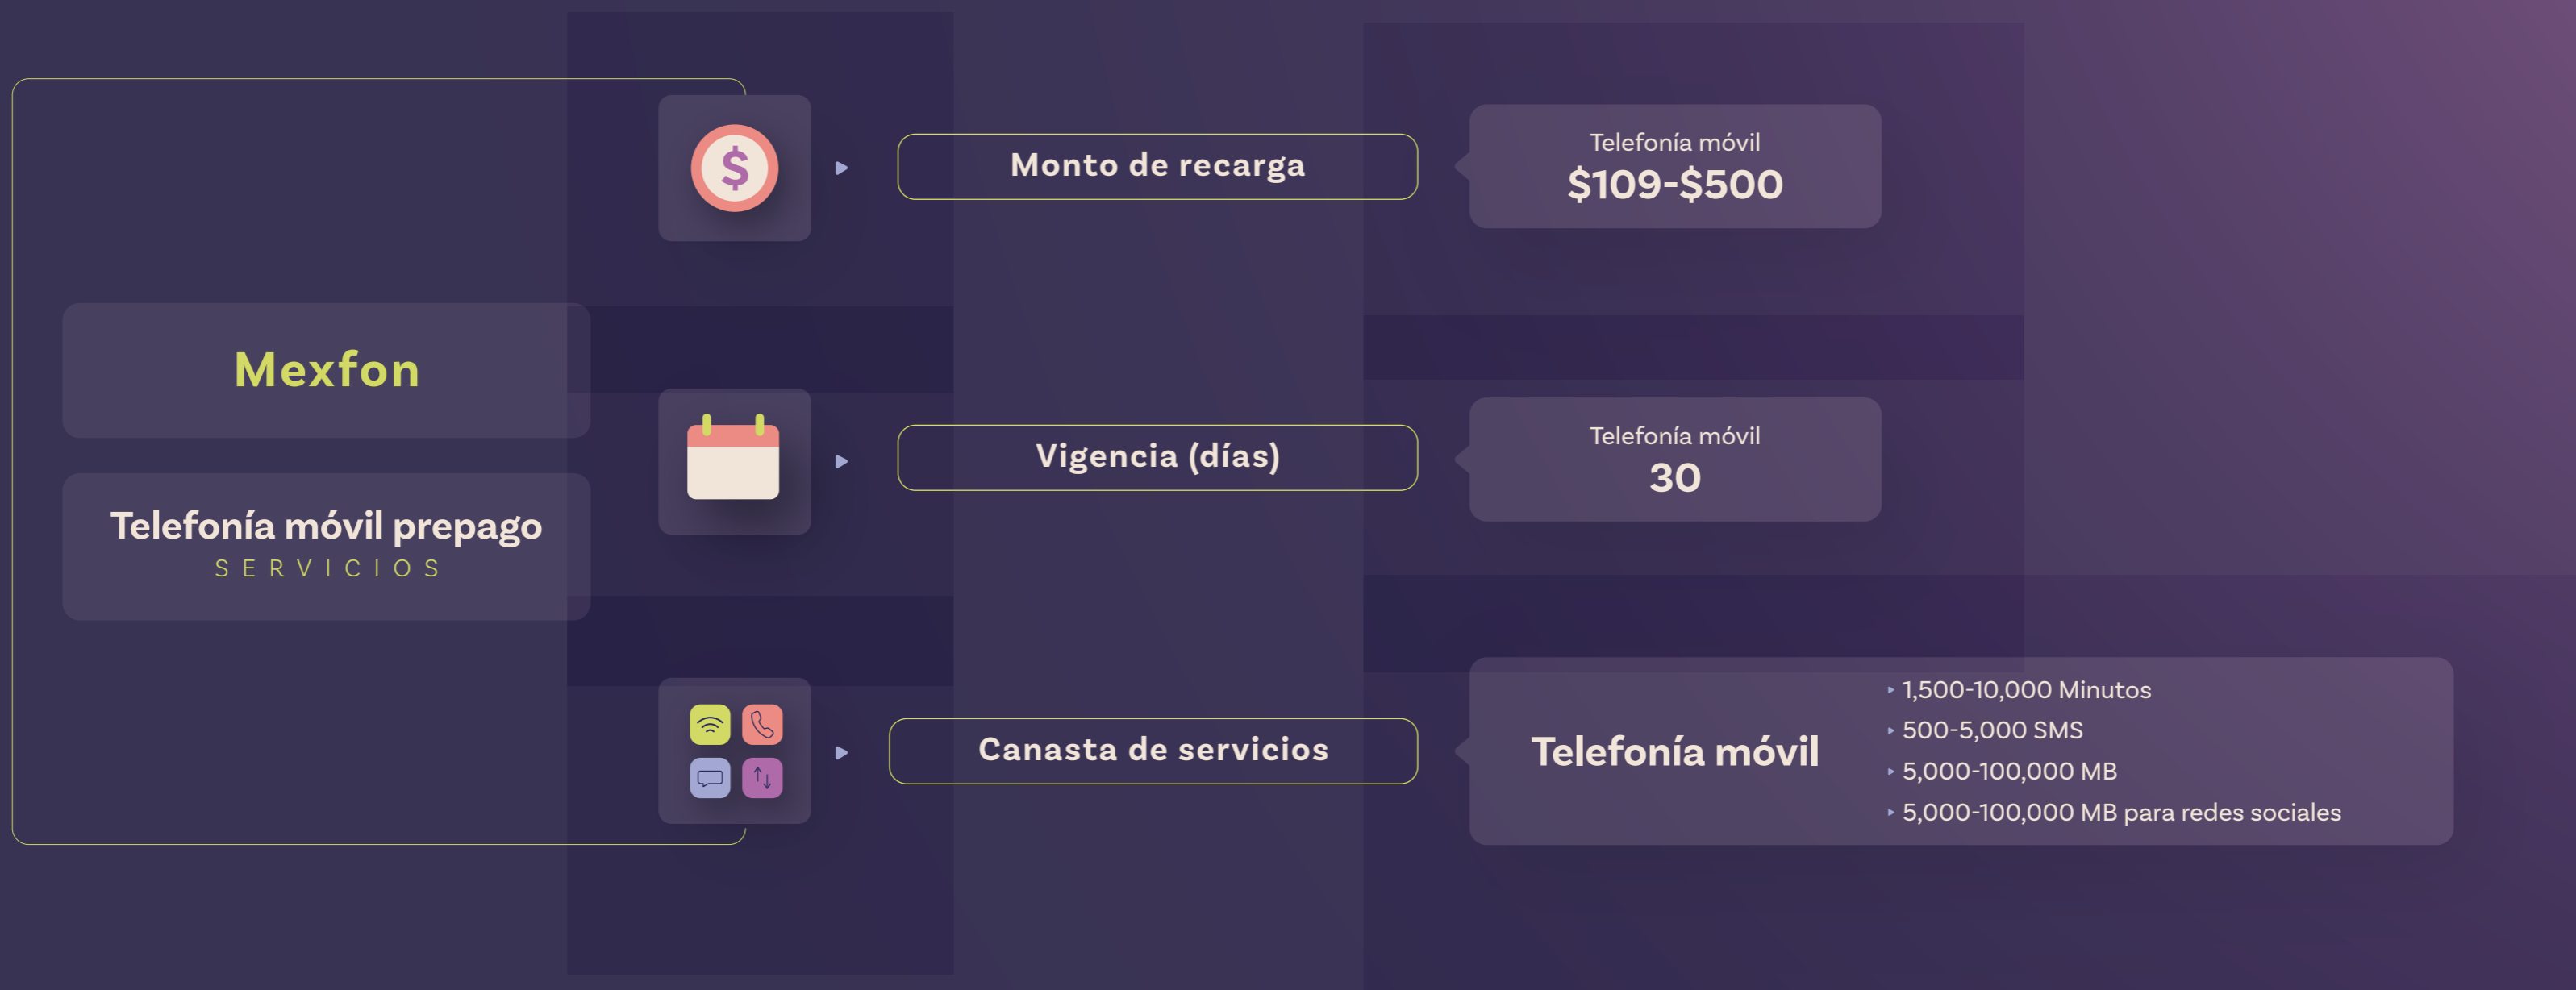 Mexfon
Telefonía móvil prepago
SERVICIOS
Monto de recarga
Telefonía móvil
$109-$500
Vigencia (días)
Telefonía móvil
30
Canasta de servicios
Telefonía móvil
1,500-10,000 Minutos
500-5,000 SMS
5,000-100,000 MB
5,000-100,000 MB para redes sociales